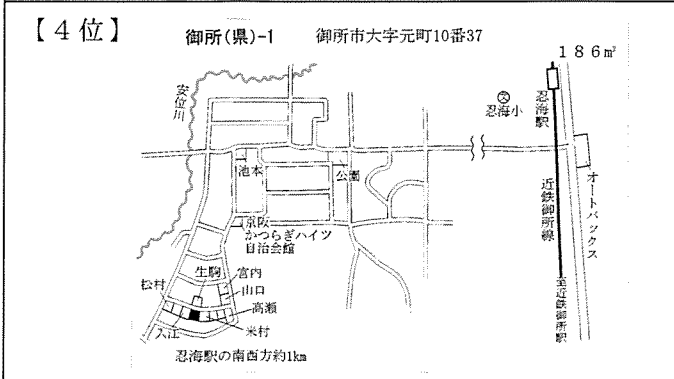 【4位】
御所(県)-1 御所市大字元町10番37
186㎡
安位川
忍海小
忍海駅
池本
公園
近鉄御所線
オートバックス
京阪
かつらぎハイツ
自治会館
生駒
宮内
松村
山口
高瀬
入江
米村
至近鉄御所駅
忍海駅の南西方約1km